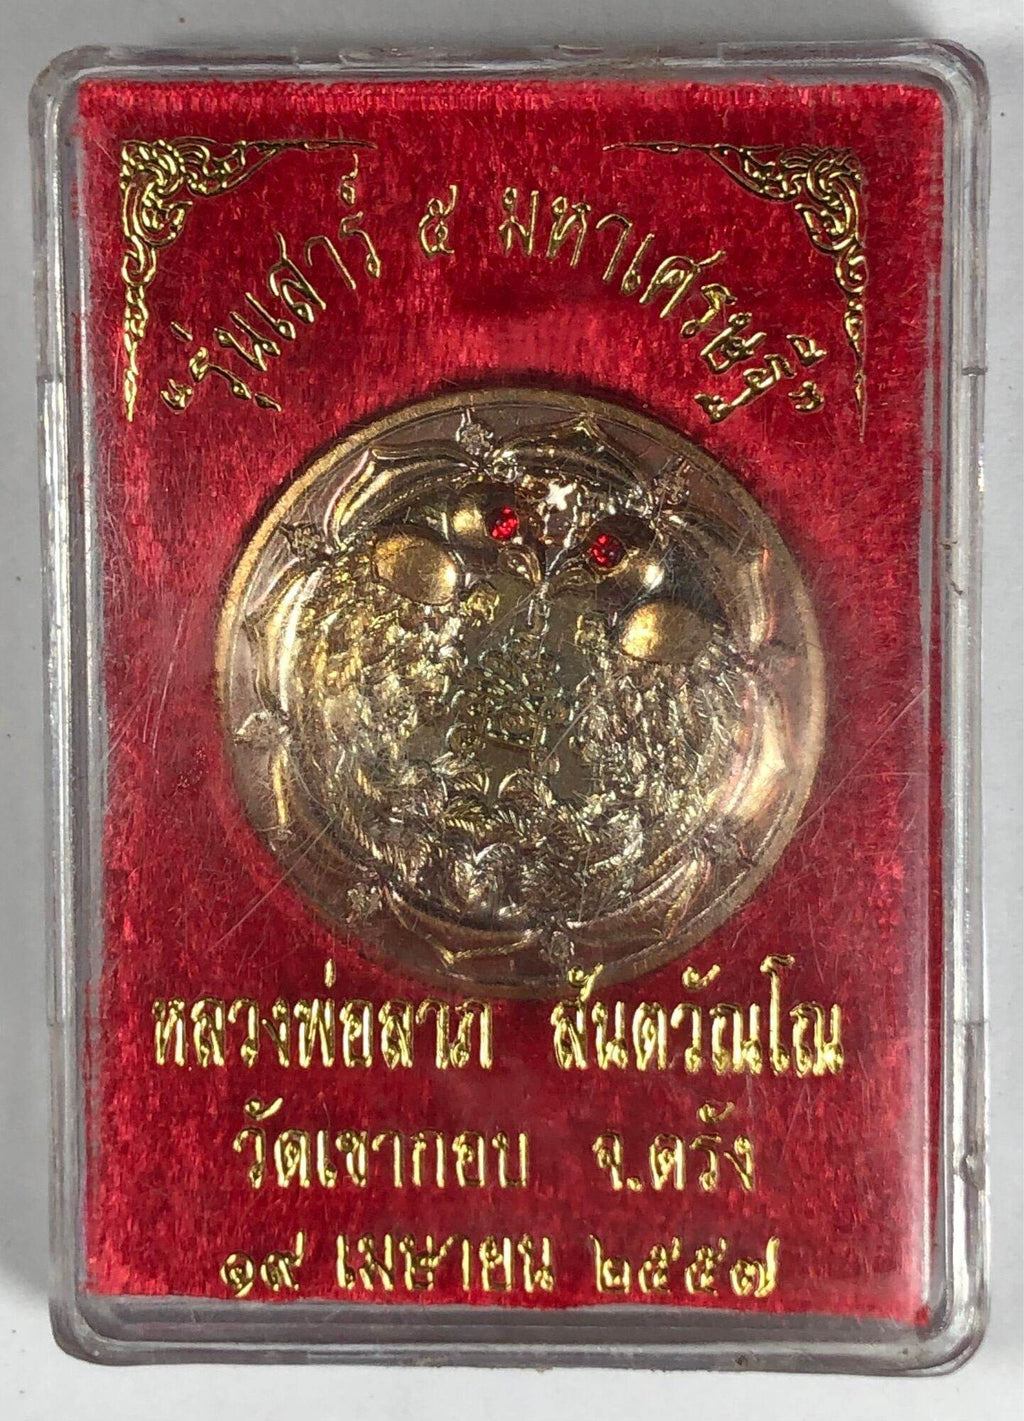 "รุ่นเสาร์ ๕ มหาเศรษฐี"
หลวงพ่อลาภ สันตวัณโณ
วัดเขากอบ จ.ตรัง
๑๙ เมษายน ๒๕๕๗